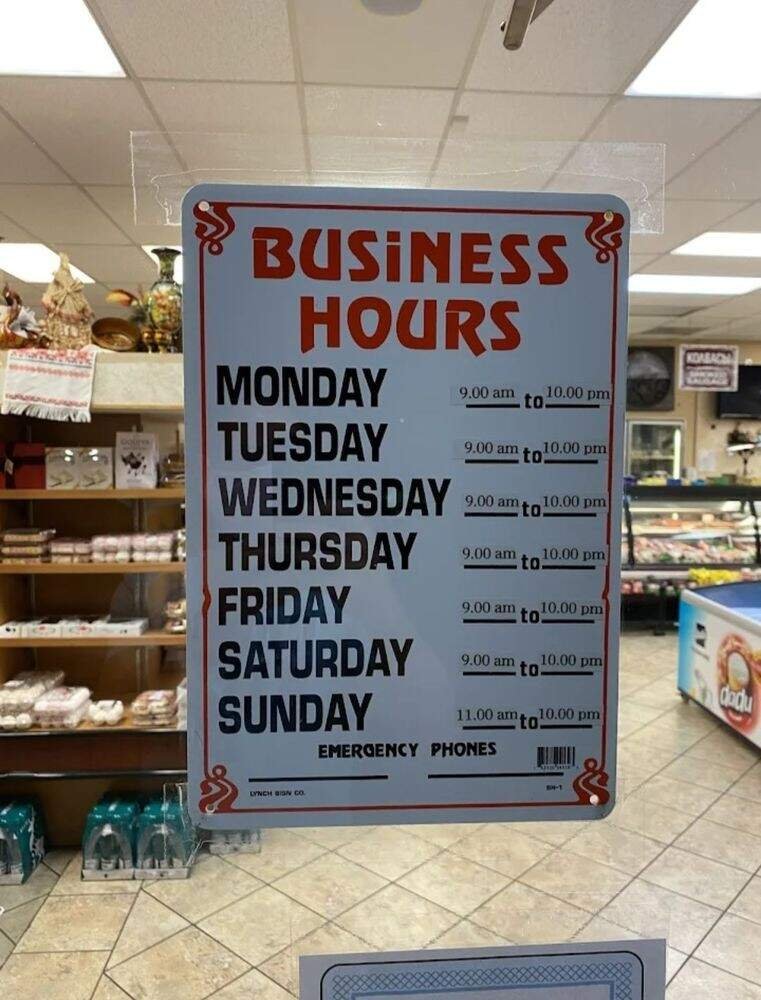 BUSiNESS
HOURS
MONDAY 9.00 am to 10.00 pm
TUESDAY 9.00 am to 10.00 pm
WEDNESDAY 9.00 am to 10.00 pm
THURSDAY 9.00 am to 10.00 pm
FRIDAY 9.00 am to 10.00 pm
SATURDAY 9.00 am to 10.00 pm
SUNDAY 11.00 am to 10.00 pm
EMERGENCY PHONES
LYNCH SIGN CO. BH-1
GODIVA
SMOKED
SAUSAGE
dadu